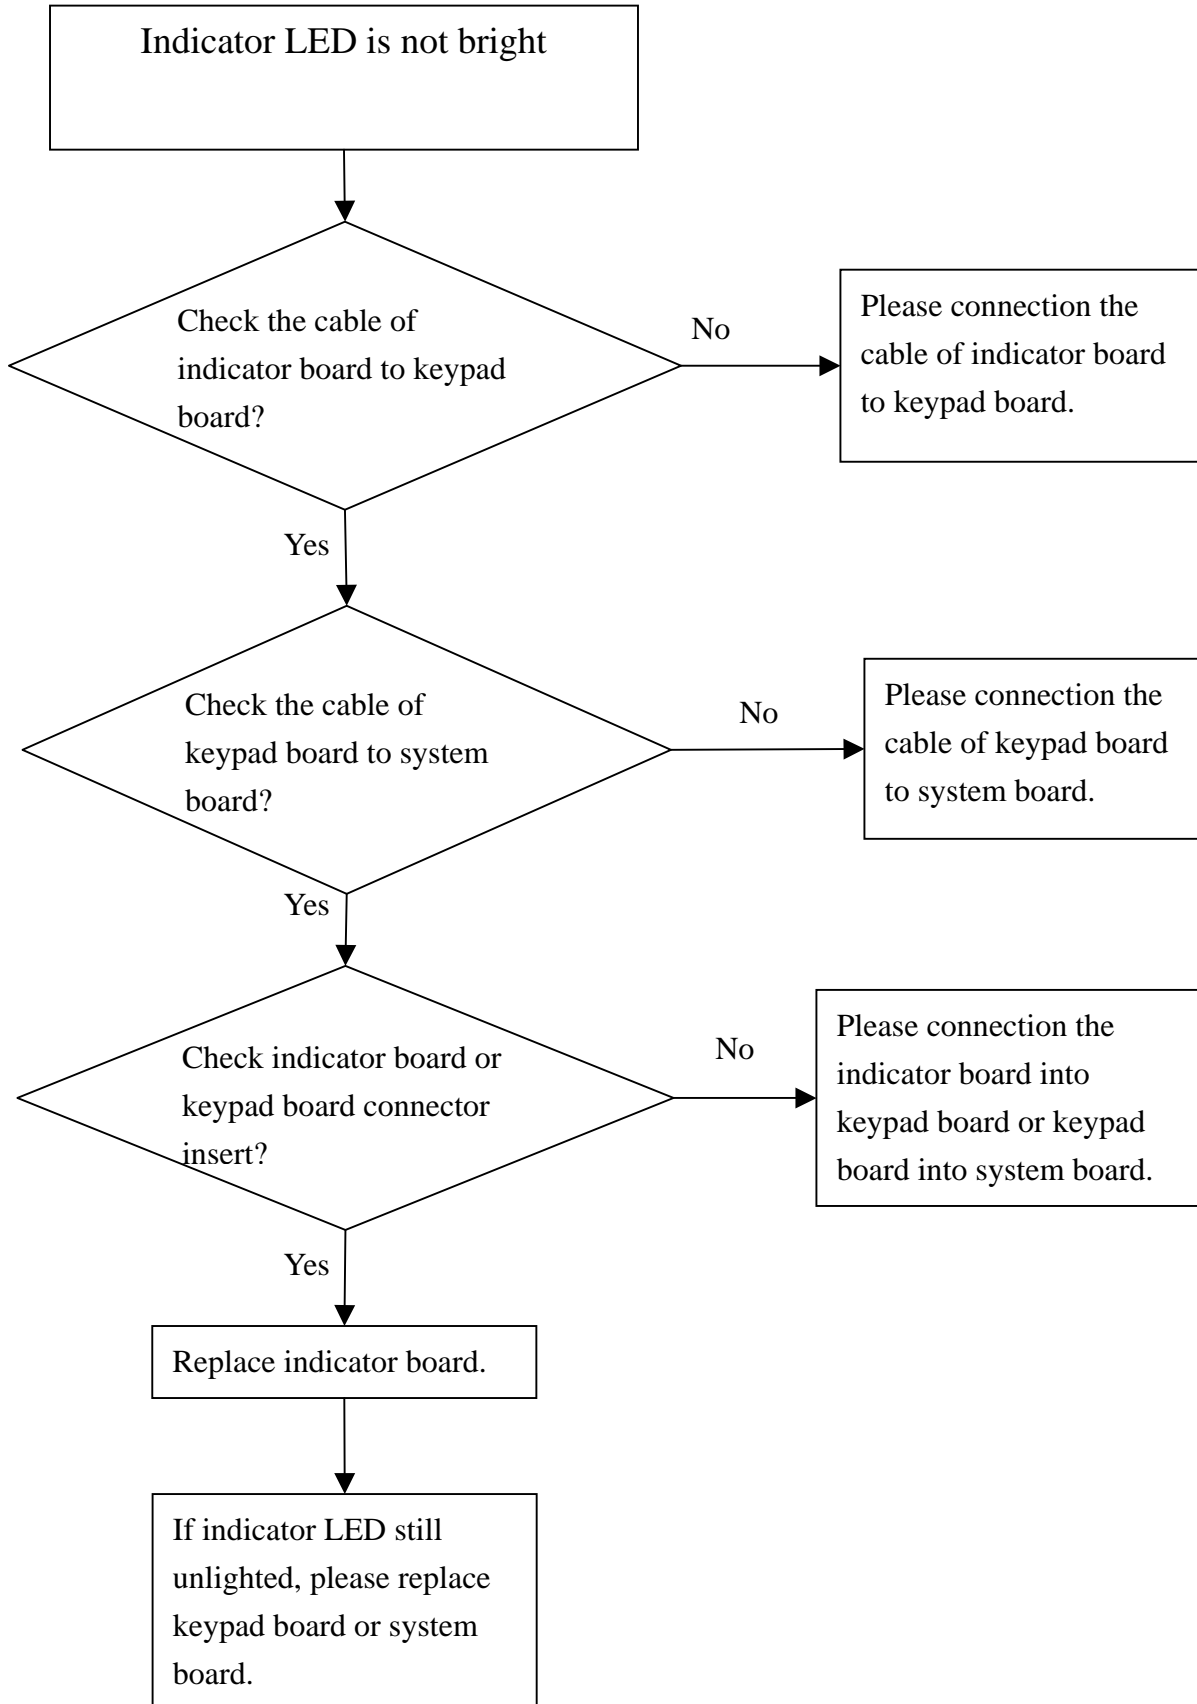 Indicator LED is not bright
Check the cable of
indicator board to keypad
board?
No
Please connection the
cable of indicator board
to keypad board.
Yes
Check the cable of
keypad board to system
board?
No
Please connection the
cable of keypad board
to system board.
Yes
Check indicator board or
keypad board connector
insert?
No
Please connection the
indicator board into
keypad board or keypad
board into system board.
Yes
Replace indicator board.
If indicator LED still
unlighted, please replace
keypad board or system
board.